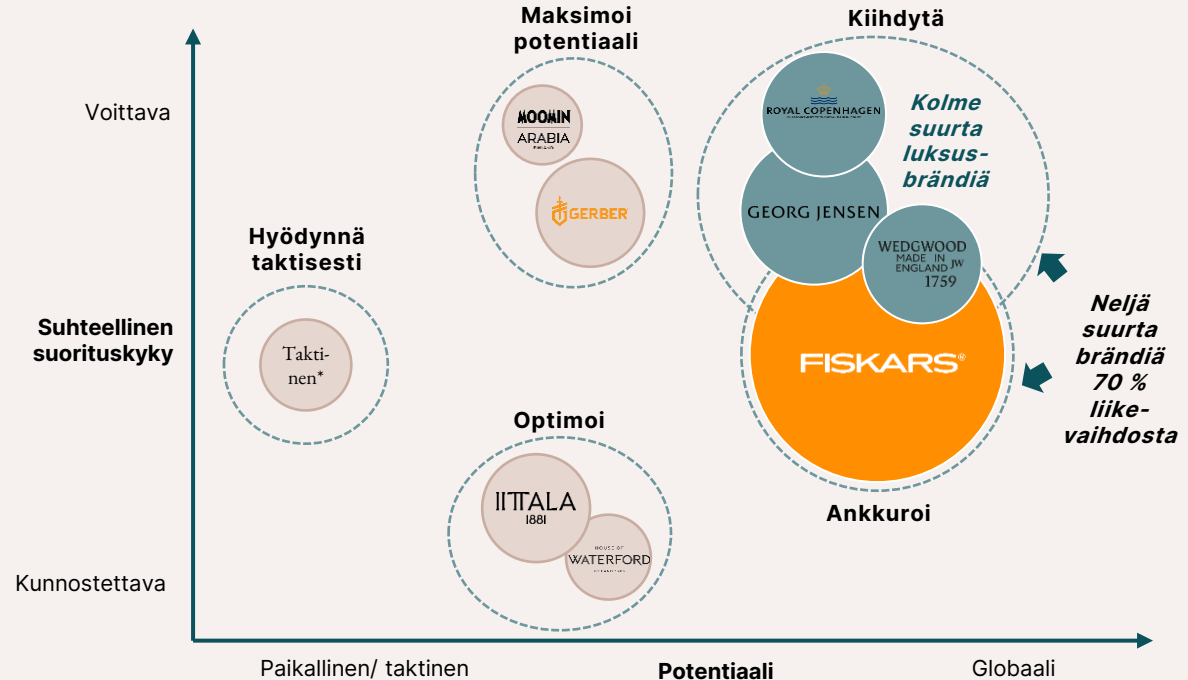 Maksimoi
potentiaali
Kiihdytä
Voittava
MOOMIN
ARABIA
ROYAL COPENHAGEN
Kolme
suurta
luksus-
brändiä
GERBER
GEORG JENSEN
WEDGWOOD
MADE IN
ENGLAND JW
1759
Hyödynnä
taktisesti
Suhteellinen
suorituskyky
Takti-
nen*
FISKARS®
Neljä
suurta
brändiä
70 %
liike-
vaihdosta
Optimoi
IITTALA
1881
HOUSE OF
WATERFORD
Ankkuroi
Kunnostettava
Paikallinen/ taktinen
Potentiaali
Globaali